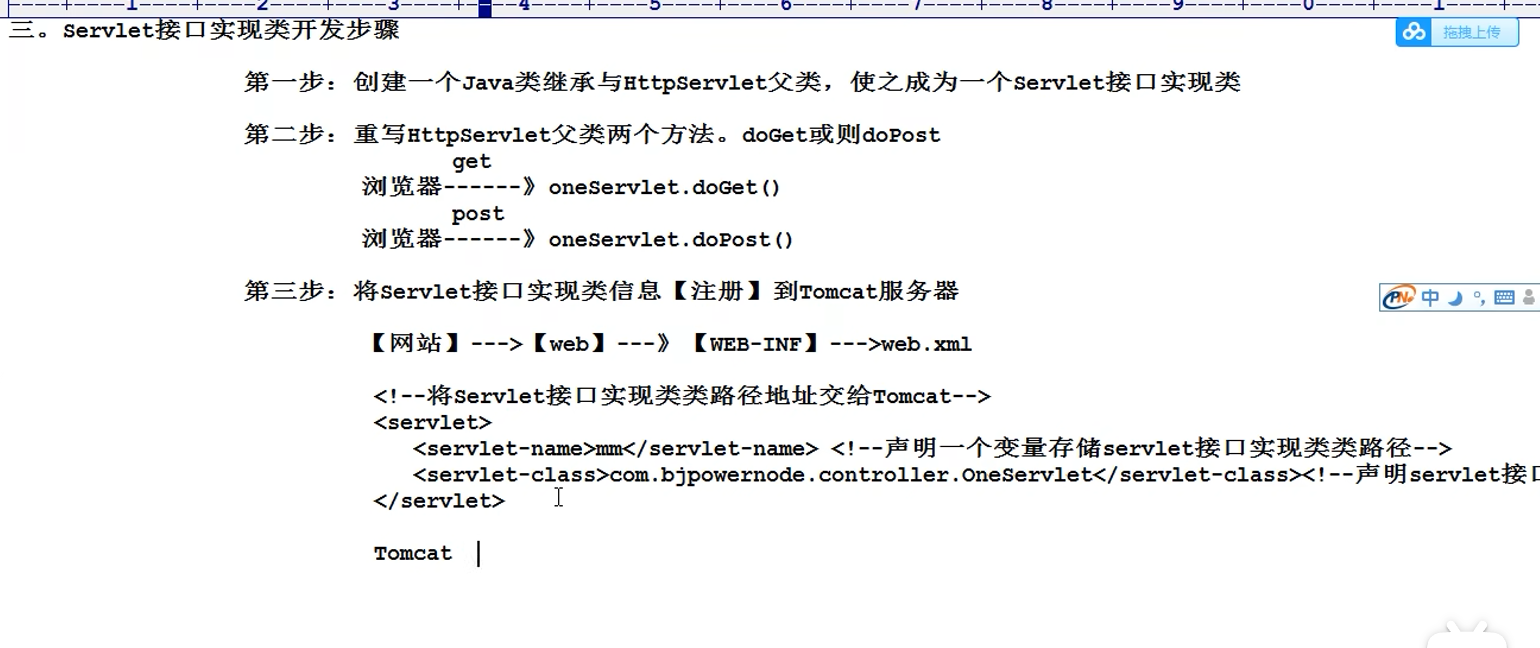 ----+----1----+----2----+----3----+----4----+----5----+----6----+----7----+----8----+----9----+----0----+----1----+--
三。Servlet接口实现类开发步骤
拖拽上传
第一步：创建一个Java类继承与HttpServlet父类，使之成为一个Servlet接口实现类
第二步：重写HttpServlet父类两个方法。doGet或则doPost
get
浏览器------》oneServlet.doGet()
post
浏览器------》oneServlet.doPost()
第三步：将Servlet接口实现类信息【注册】到Tomcat服务器
中
【网站】--->【web】---》【WEB-INF】--->web.xml
<!--将Servlet接口实现类类路径地址交给Tomcat-->
<servlet>
<servlet-name>mm</servlet-name> <!--声明一个变量存储servlet接口实现类类路径-->
<servlet-class>com.bjpowernode.controller.OneServlet</servlet-class><!--声明servlet接
</servlet>
Tomcat